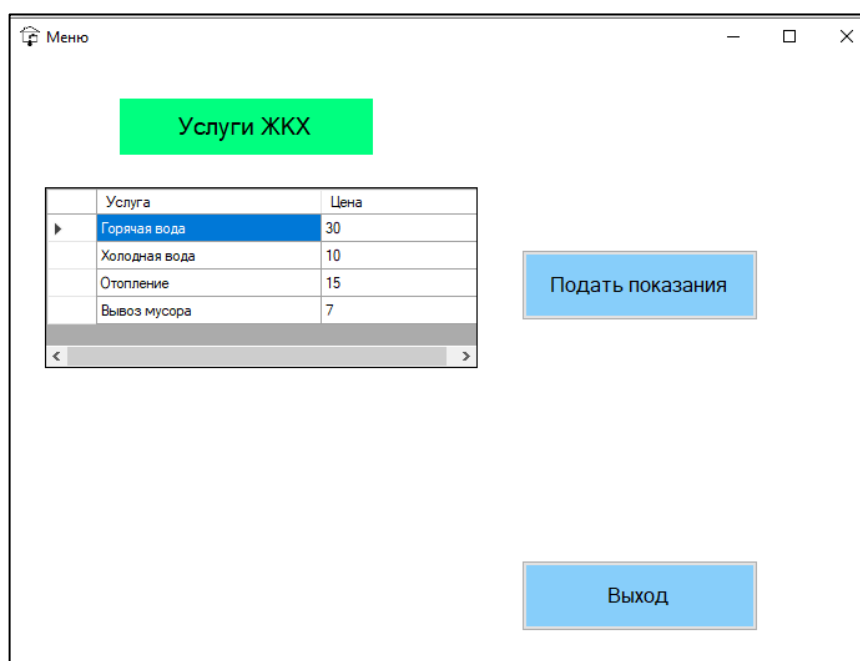 Меню
Услуги ЖКХ
Услуга Цена
Горячая вода 30
Холодная вода 10
Отопление 15
Вывоз мусора 7
Подать показания
Выход